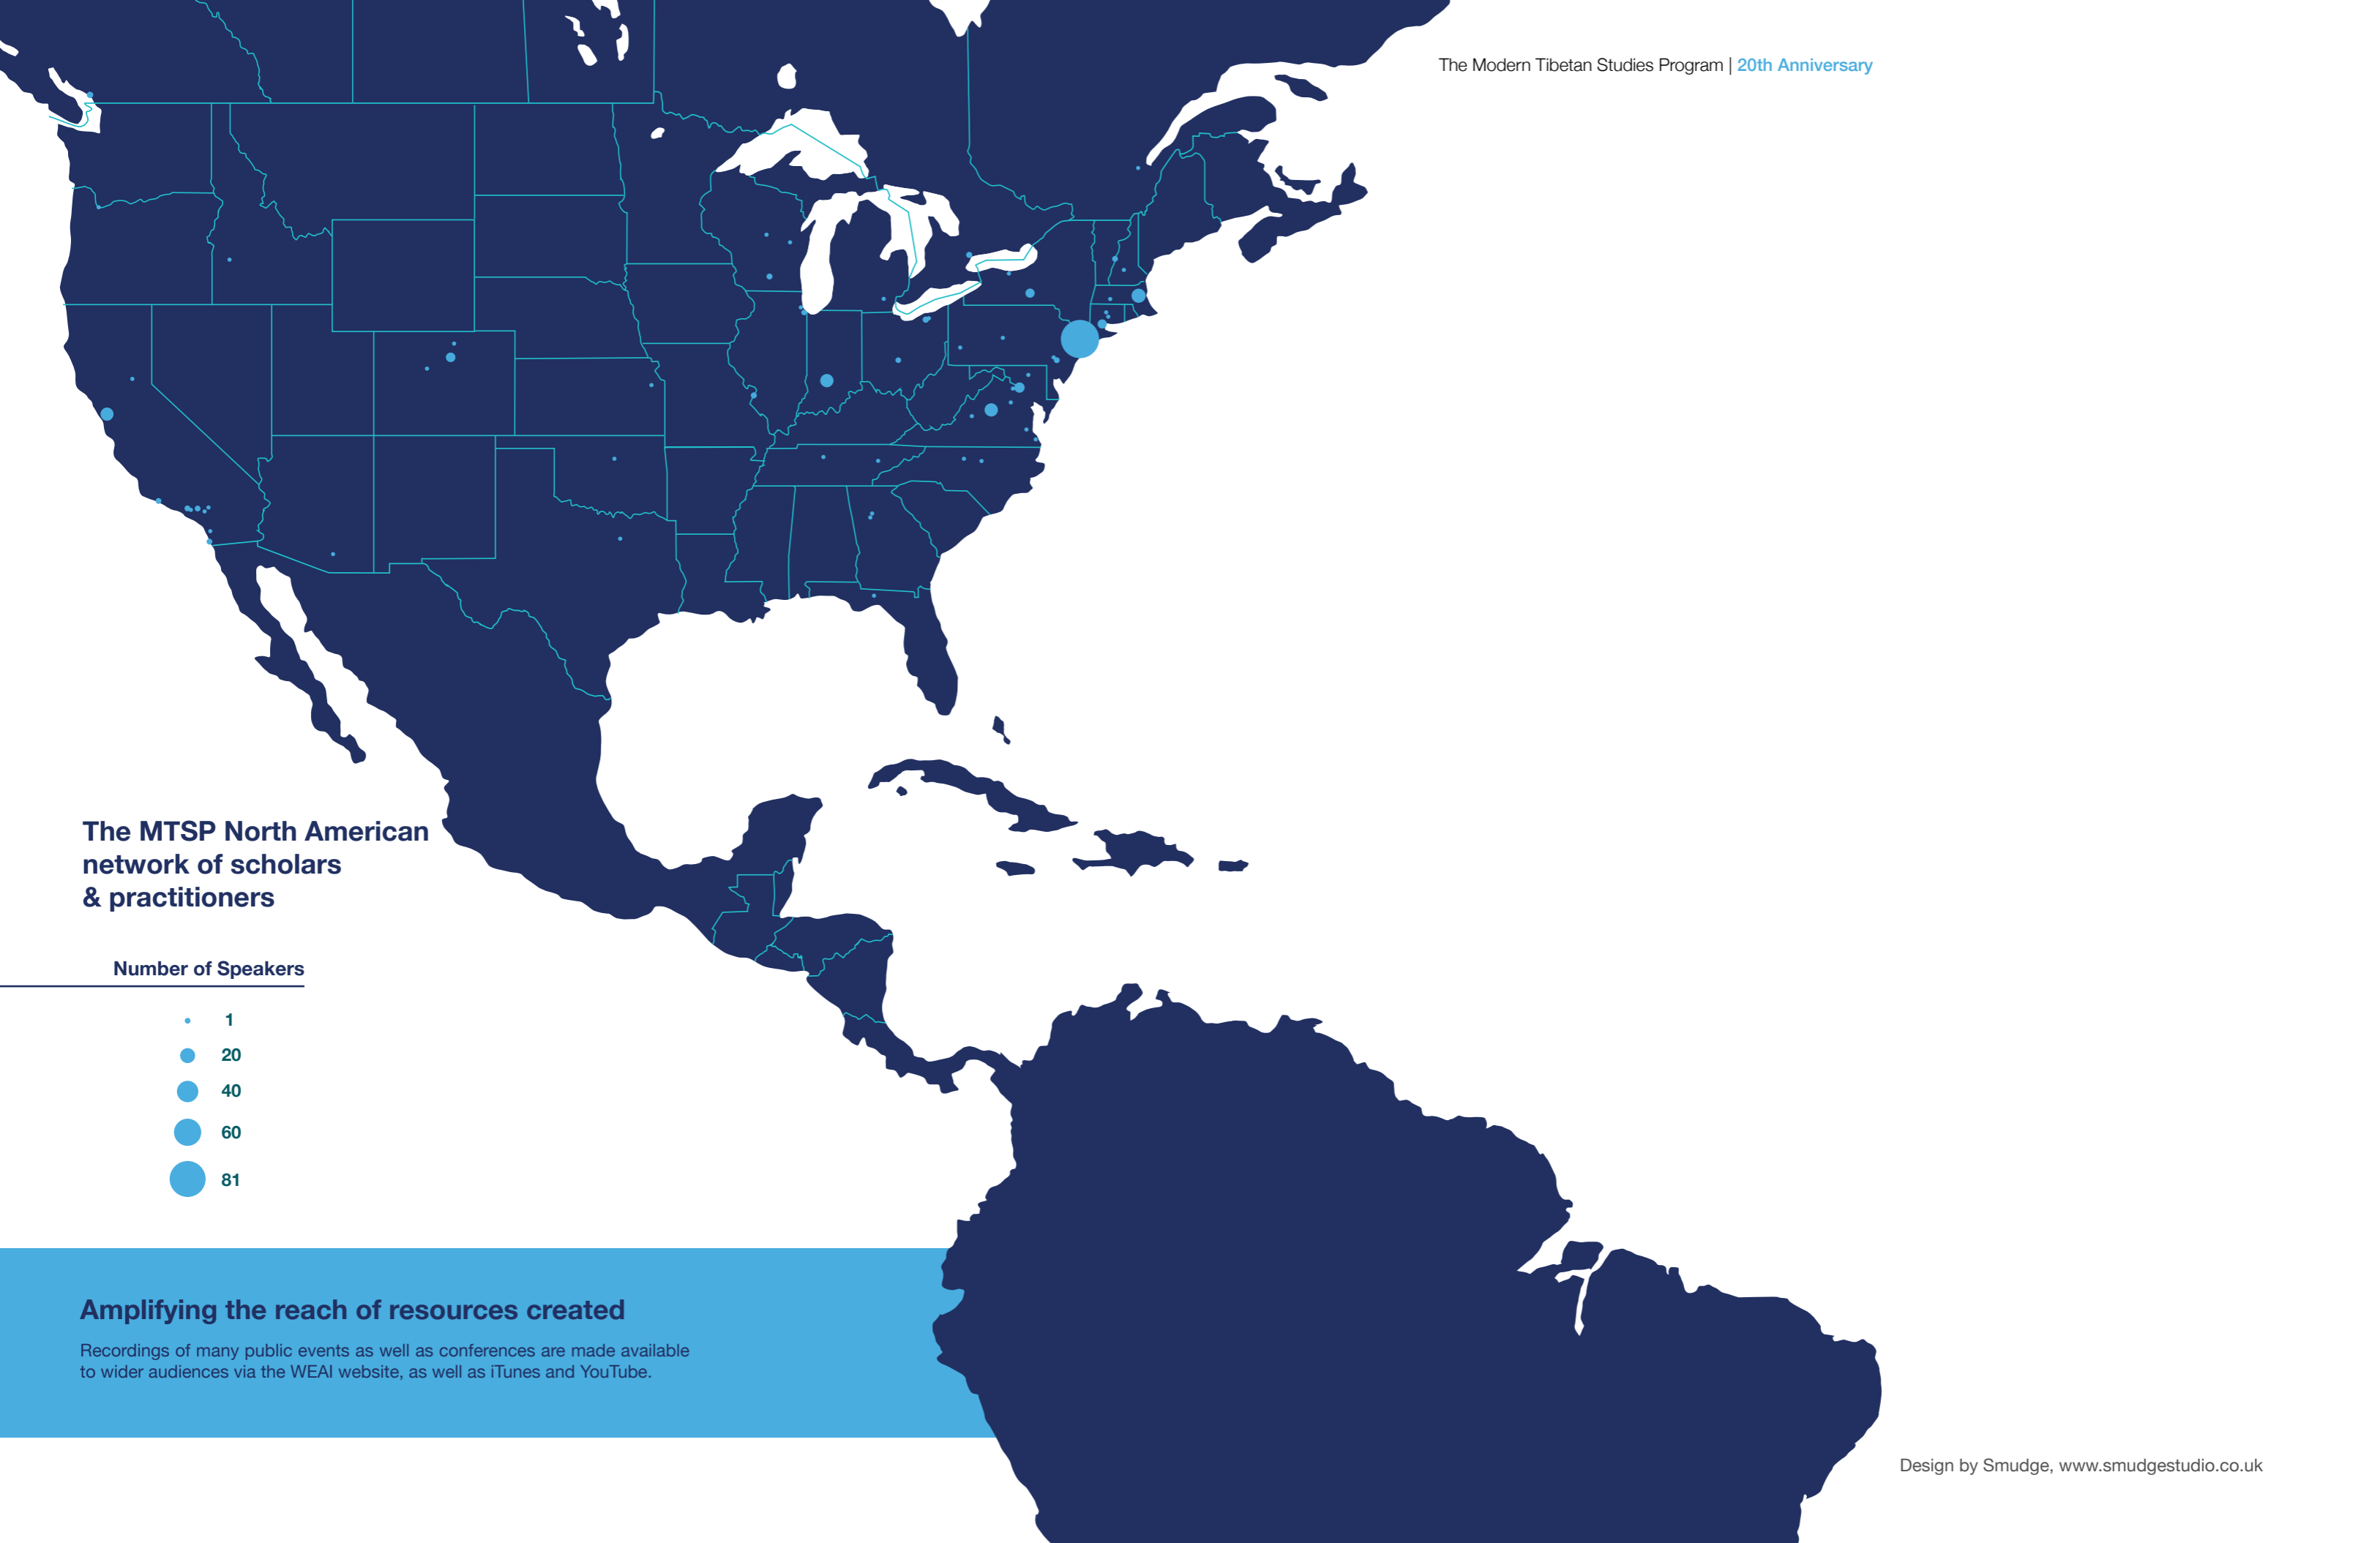 The Modern Tibetan Studies Program | 20th Anniversary
The MTSP North American
network of scholars
& practitioners
Number of Speakers
1
20
40
60
81
Amplifying the reach of resources created
Recordings of many public events as well as conferences are made available
to wider audiences via the WEAI website, as well as iTunes and YouTube.
Design by Smudge, www.smudgestudio.co.uk